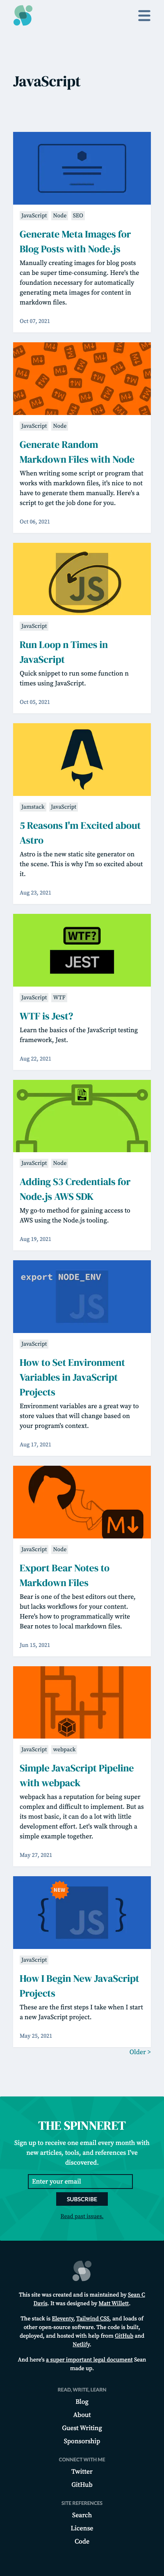 JavaScript
JavaScript Node SEO
Generate Meta Images for
Blog Posts with Node.js
Manually creating images for blog posts
can be super time-consuming. Here's the
foundation necessary for automatically
generating meta images for content in
markdown files.
Oct 07, 2021
JavaScript Node
Generate Random
Markdown Files with Node
When writing some script or program that
works with markdown files, it's nice to not
have to generate them manually. Here's a
script to get the job done for you.
Oct 06, 2021
JS
JavaScript
Run Loop n Times in
JavaScript
Quick snippet to run some function n
times using JavaScript.
Oct 05, 2021
Jamstack JavaScript
5 Reasons I'm Excited about
Astro
Astro is the new static site generator on
the scene. This is why I'm so excited about
it.
Aug 23, 2021
WTF?
JEST
JavaScript WTF
WTF is Jest?
Learn the basics of the JavaScript testing
framework, Jest.
Aug 22, 2021
JavaScript Node
Adding S3 Credentials for
Node.js AWS SDK
My go-to method for gaining access to
AWS using the Node.js tooling.
Aug 19, 2021
export NODE_ENV
JS
JavaScript
How to Set Environment
Variables in JavaScript
Projects
Environment variables are a great way to
store values that will change based on
your program's context.
Aug 17, 2021
JavaScript Node
Export Bear Notes to
Markdown Files
Bear is one of the best editors out there,
but lacks workflows for your content.
Here's how to programmatically write
Bear notes to local markdown files.
Jun 15, 2021
JavaScript webpack
Simple JavaScript Pipeline
with webpack
webpack has a reputation for being super
complex and difficult to implement. But as
its most basic, it can do a lot with little
development effort. Let's walk through a
simple example together.
May 27, 2021
NEW
{ JS }
JavaScript
How I Begin New JavaScript
Projects
These are the first steps I take when I start
a new JavaScript project.
May 25, 2021
Older >
THE SPINNERET
Sign up to receive one email every month with
new articles, tools, and stories I've
discovered.
Enter your email
SUBSCRIBE
Read past issues.
This site was created and is maintained by Sean C
Davis. It was designed by Matt Willett.
The stack is Eleventy, Tailwind CSS, and loads of
other open-source software. The code is built,
deployed, and hosted with help from GitHub and
Netlify.
And here's a super important legal document Sean
made up.
READ, WRITE, LEARN
Blog
About
Guest Writing
Sponsorship
CONNECT WITH ME
Twitter
GitHub
SITE REFERENCES
Search
License
Code